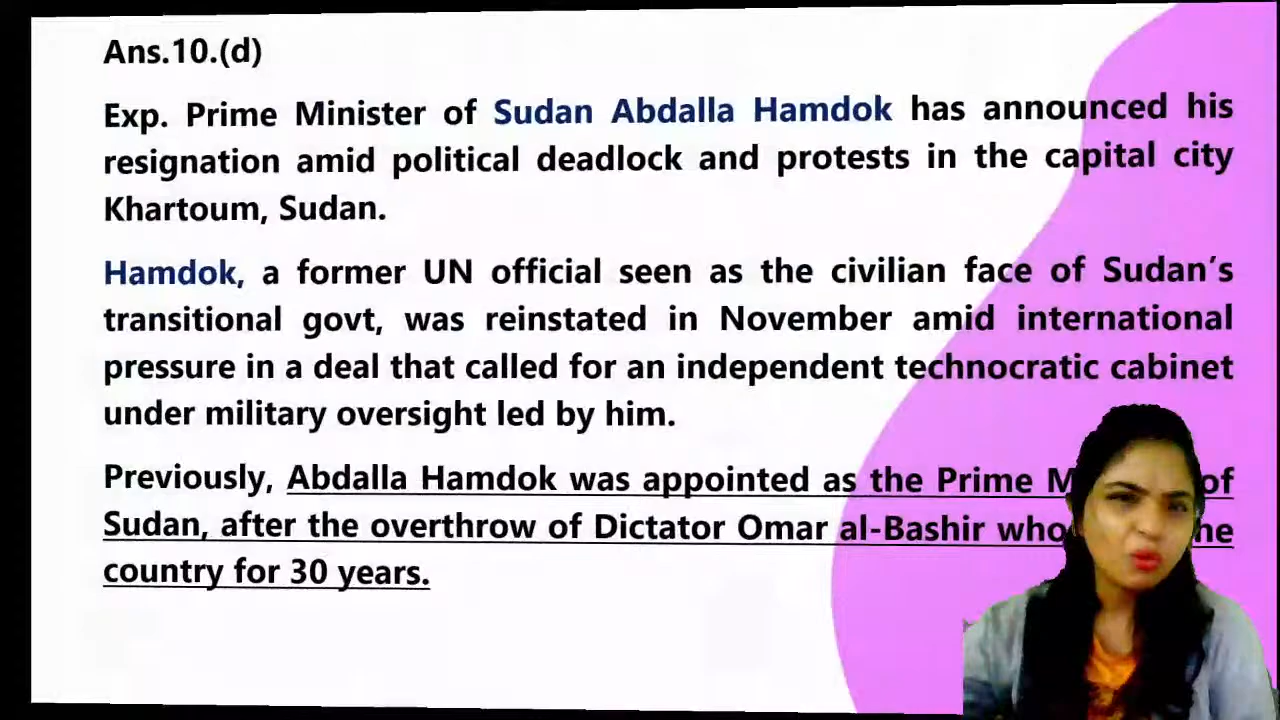 Ans.10.(d)
Exp. Prime Minister of Sudan Abdalla Hamdok has announced his
resignation amid political deadlock and protests in the capital city
Khartoum, Sudan.
Hamdok, a former UN official seen as the civilian face of Sudan's
transitional govt, was reinstated in November amid international
pressure in a deal that called for an independent technocratic cabinet
under military oversight led by him.
Previously, Abdalla Hamdok was appointed as the Prime of
Sudan, after the overthrow of Dictator Omar al-Bashir who
country for 30 years.